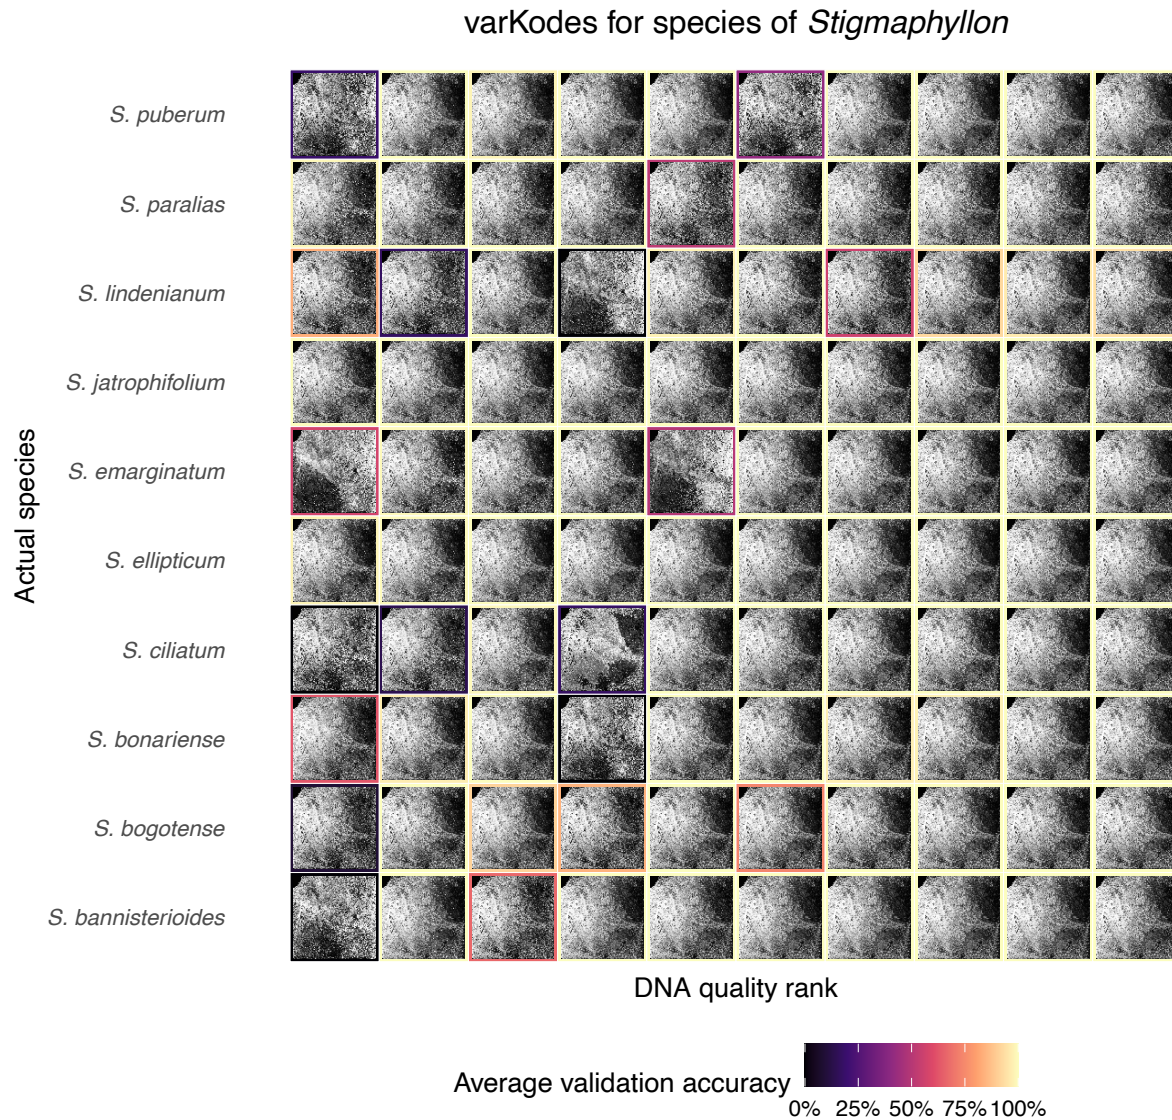 varKodes for species of Stigmaphyllon
Actual species
S. puberum
S. paralias
S. lindenianum
S. jatrophifolium
S. emarginatum
S. ellipticum
S. ciliatum
S. bonariense
S. bogotense
S. bannisterioides
DNA quality rank
Average validation accuracy
0% 25% 50% 75% 100%